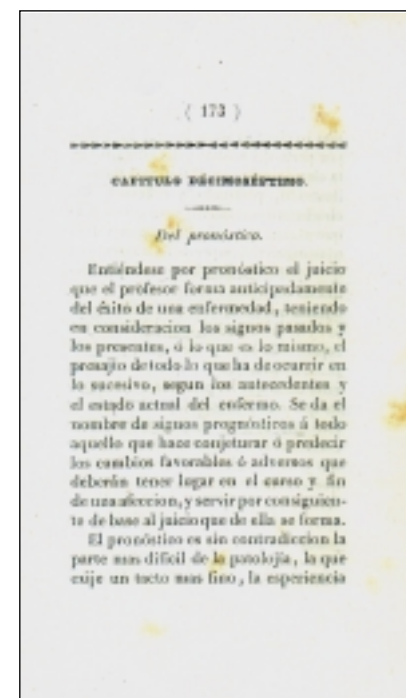 ( 173 )
CAPITULO DÉCIMOSÉPTIMO.
Del pronóstico.
Entiéndese por pronóstico el juicio
que el profesor forma anticipadamente
del éxito de una enfermedad, teniendo
en consideracion los signos pasados y
los presentes, ó lo que es lo mismo, el
presajio de todo lo que ha de ocurrir en
lo sucesivo, segun los antecedentes y
el estado actual del enfermo. Se da el
nombre de signos prognósticos á todo
aquello que hace conjeturar ó predecir
los cambios favorables ó adversos que
deberán tener lugar en el curso y fin
de una afeccion, y servir por consiguien-
te de base al juicio que de ella se forma.
El pronóstico es sin contradiccion la
parte mas dificil de la patolojía, la que
exije un tacto mas fino, la esperiencia